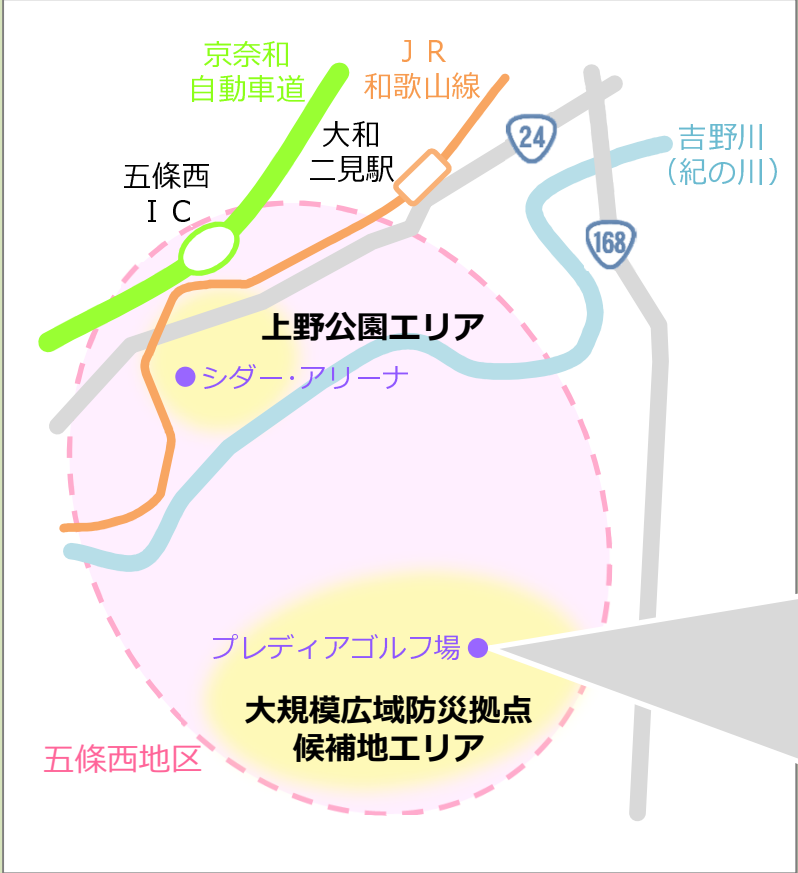 京奈和
自動車道
ＪＲ
和歌山線
大和
二見駅
24
吉野川
（紀の川）
五條西
ＩＣ
168
上野公園エリア
シダー・アリーナ
プレディアゴルフ場
大規模広域防災拠点
候補地エリア
五條西地区